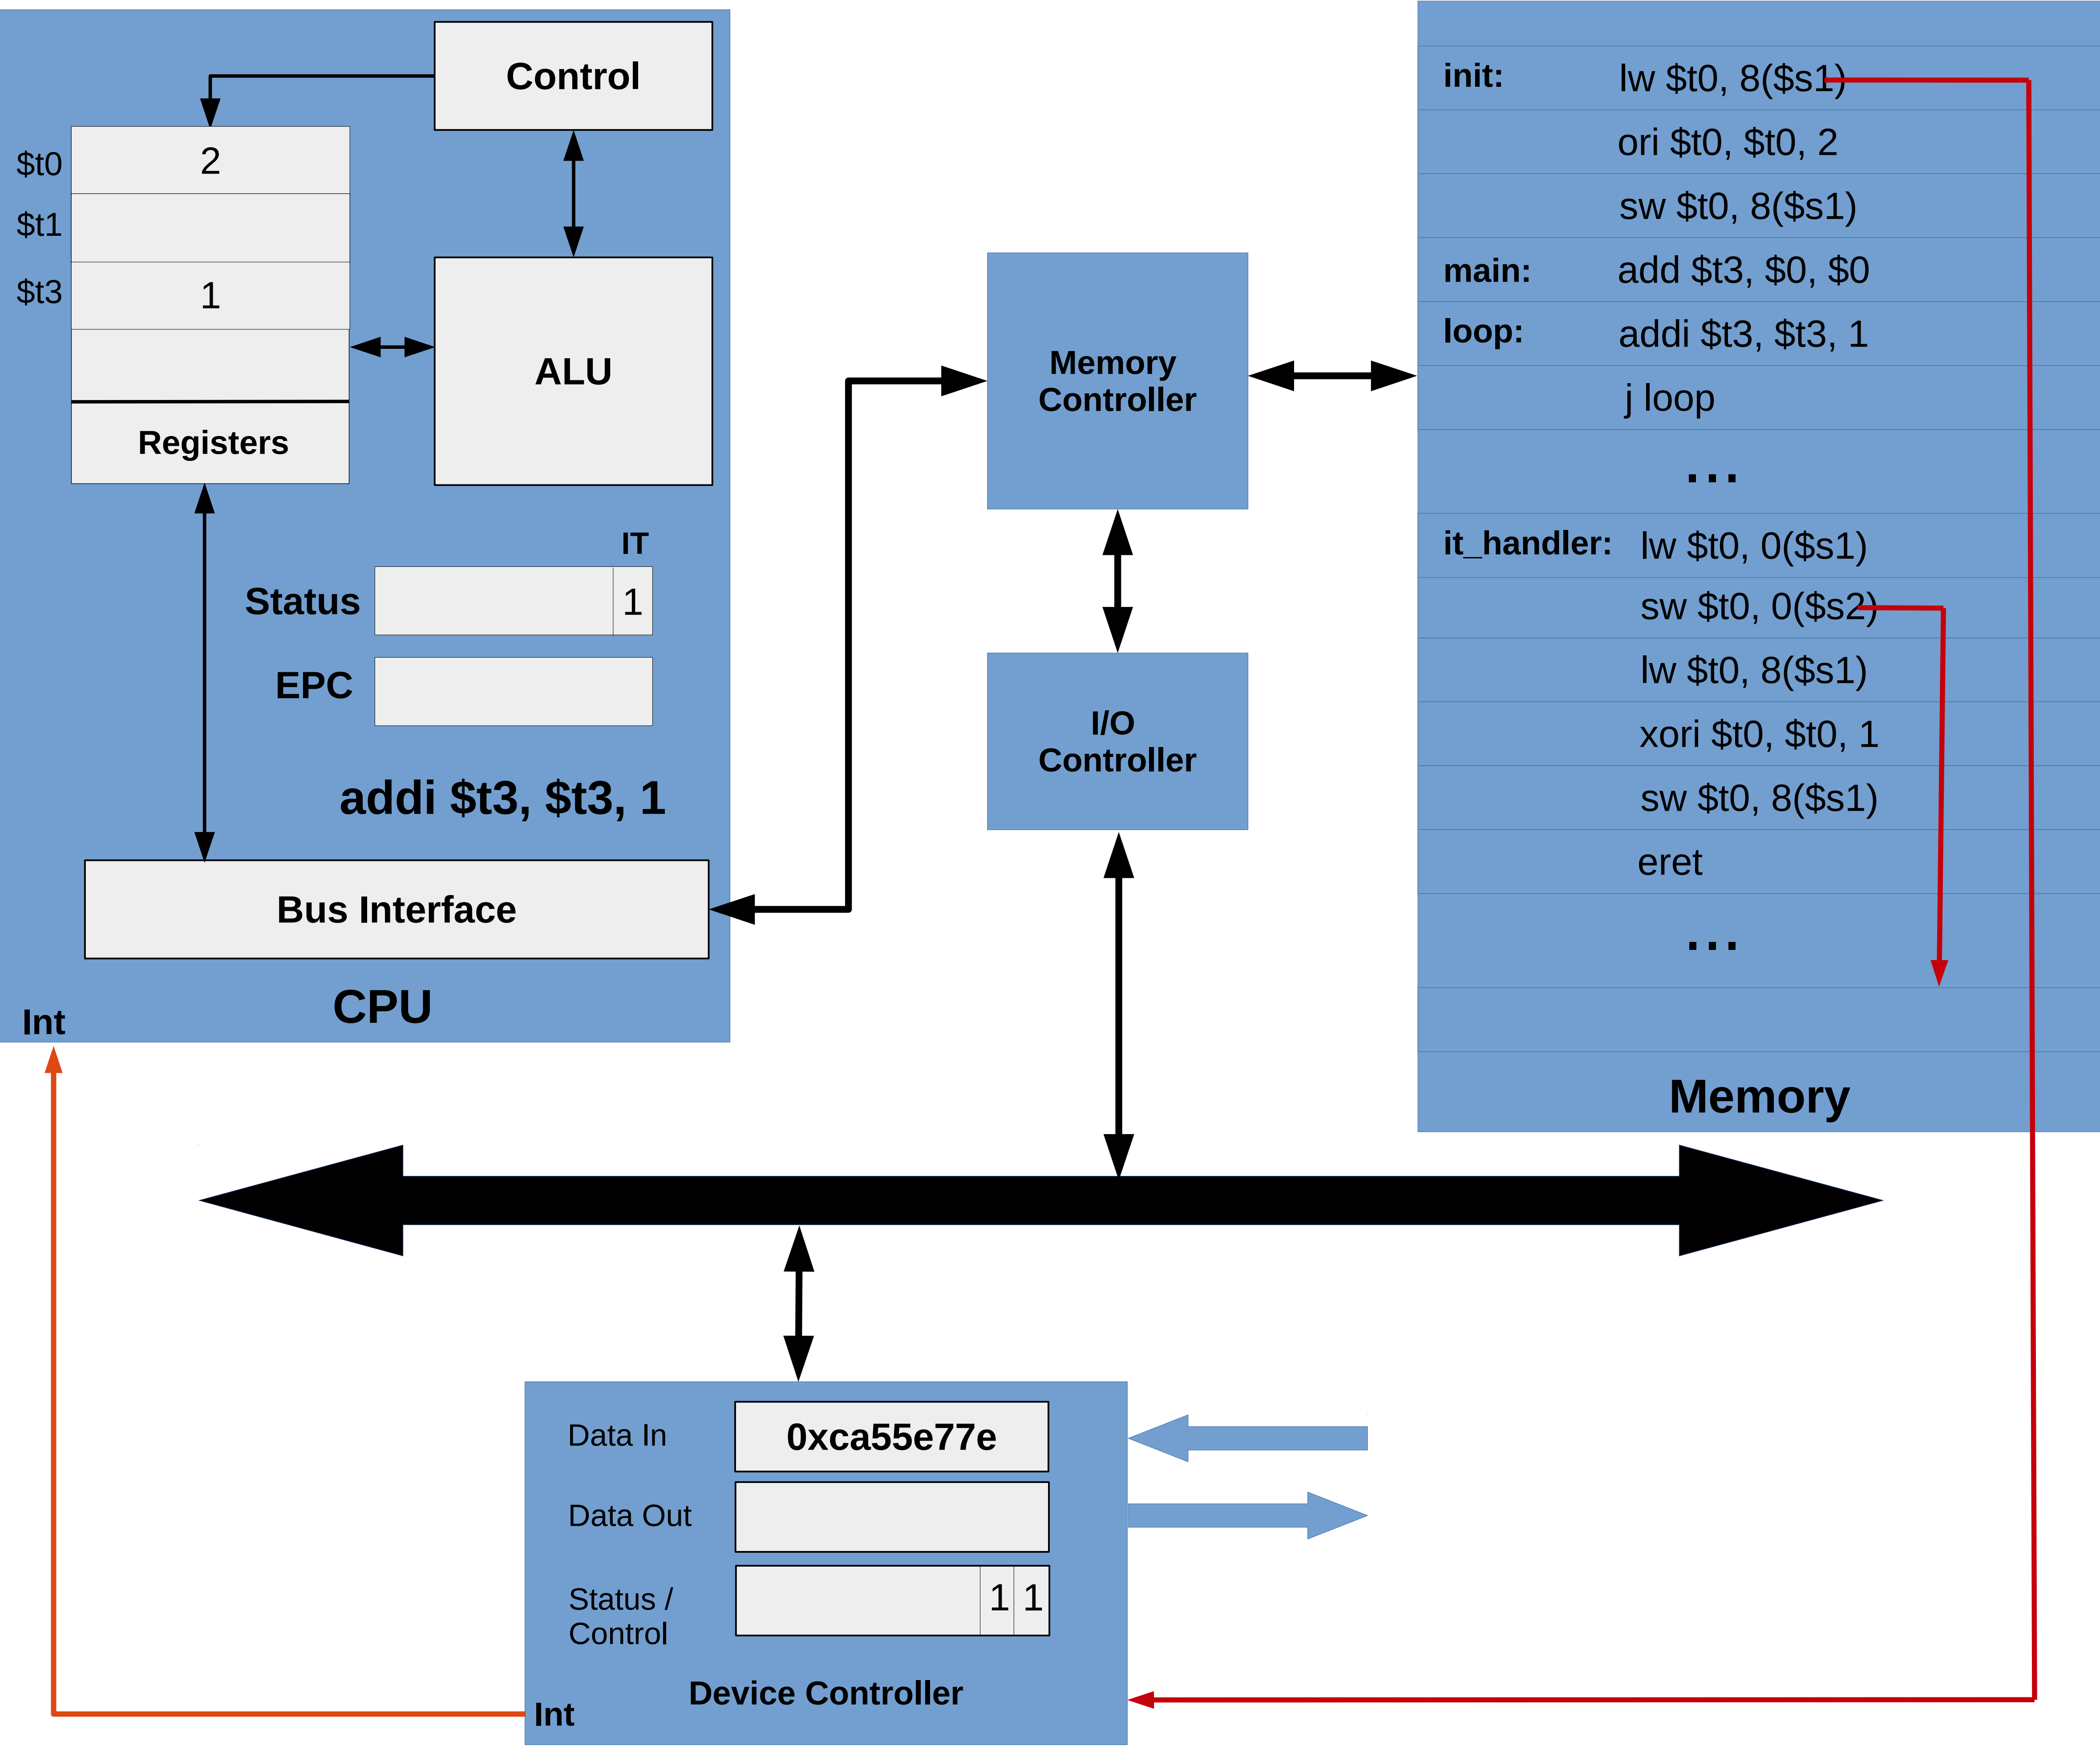 Control
$t0
2
$t1
$t3
1
ALU
Registers
IT
Status
1
EPC
addi $t3, $t3, 1
Bus Interface
CPU
Int
Memory
Controller
I/O
Controller
init: lw $t0, 8($s1)
ori $t0, $t0, 2
sw $t0, 8($s1)
main: add $t3, $0, $0
loop: addi $t3, $t3, 1
j loop
...
it_handler: lw $t0, 0($s1)
sw $t0, 0($s2)
lw $t0, 8($s1)
xori $t0, $t0, 1
sw $t0, 8($s1)
eret
...
Memory
Data In
0xca55e77e
Data Out
Status /
Control
1 1
Device Controller
Int